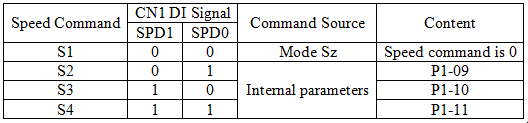 Speed Command CN1 DI Signal Command Source Content
SPD1 SPD0
S1 0 0 Mode Sz Speed command is 0
S2 0 1 Internal parameters P1-09
S3 1 0 P1-10
S4 1 1 P1-11